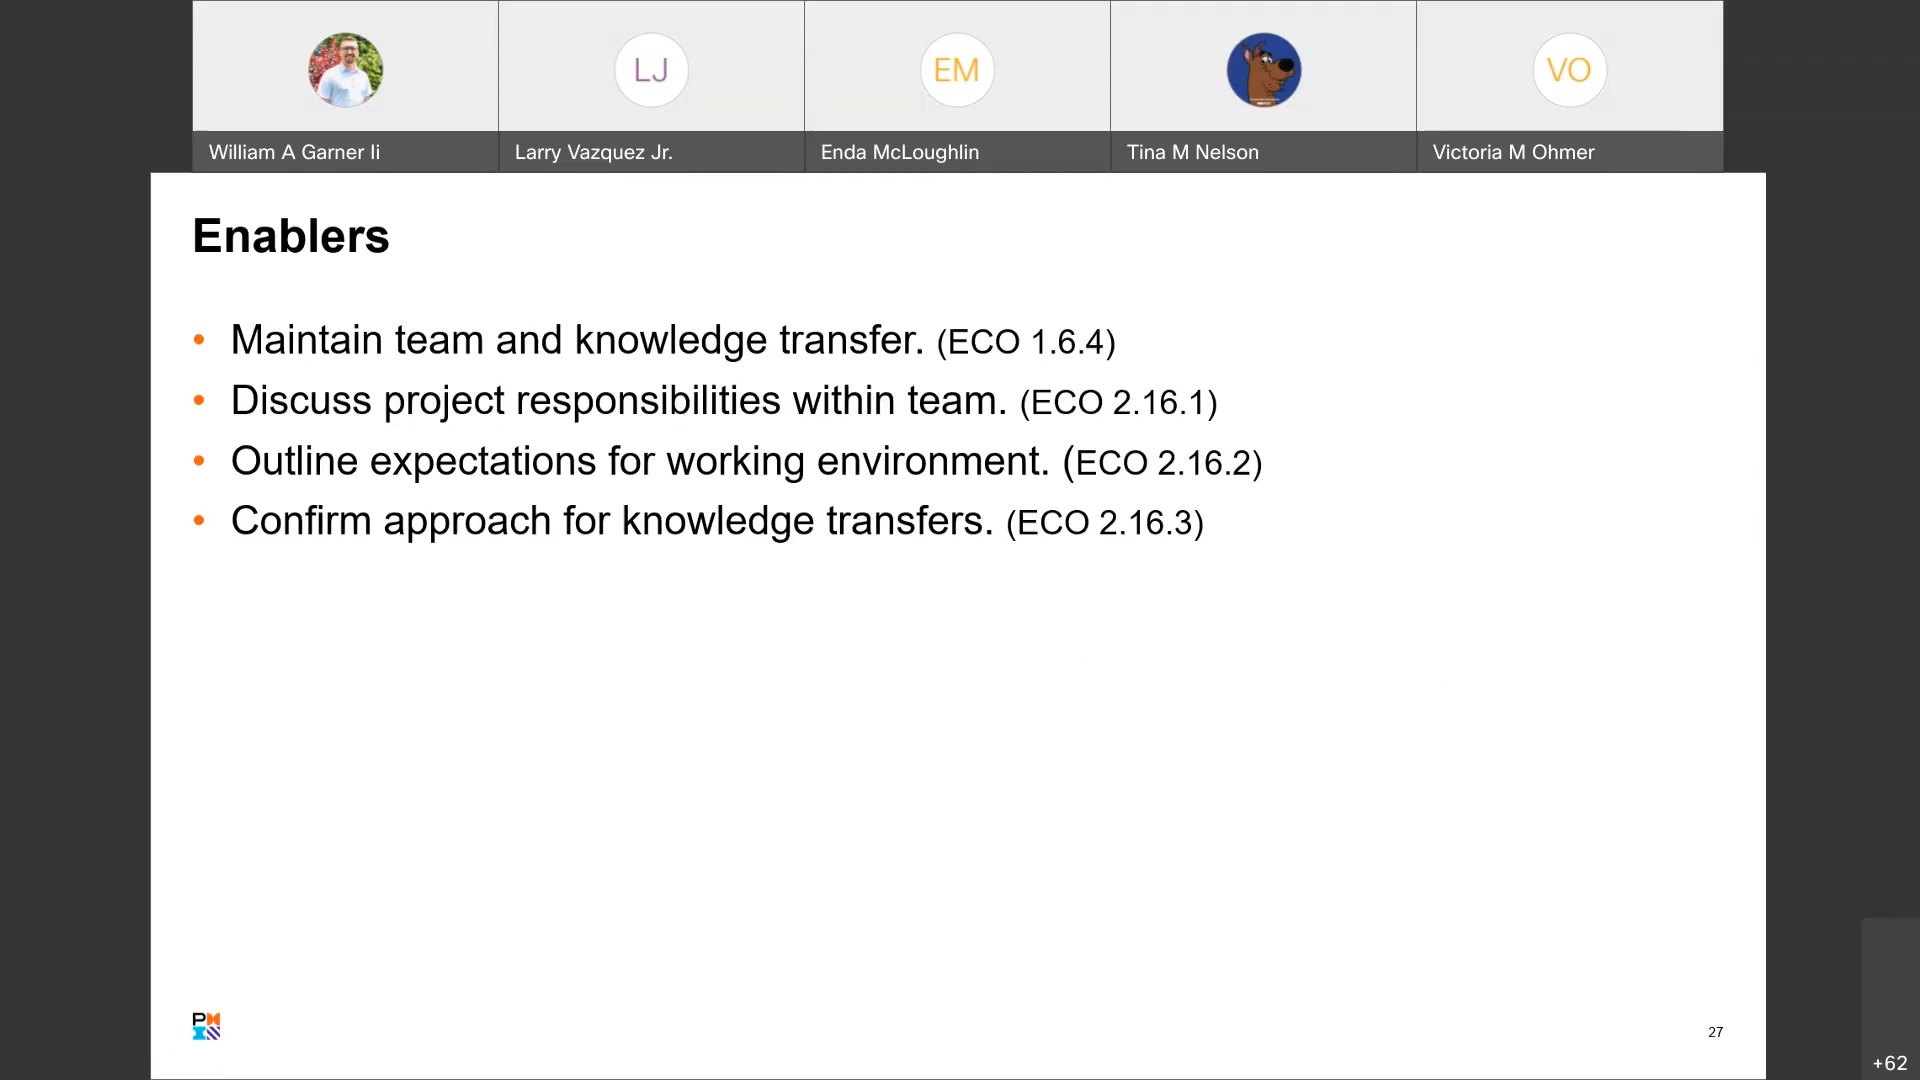 LJ
EM
VO
William A Garner Ii
Larry Vazquez Jr.
Enda McLoughlin
Tina M Nelson
Victoria M Ohmer
Enablers
• Maintain team and knowledge transfer. (ECO 1.6.4)
• Discuss project responsibilities within team. (ECO 2.16.1)
• Outline expectations for working environment. (ECO 2.16.2)
• Confirm approach for knowledge transfers. (ECO 2.16.3)
27
+62